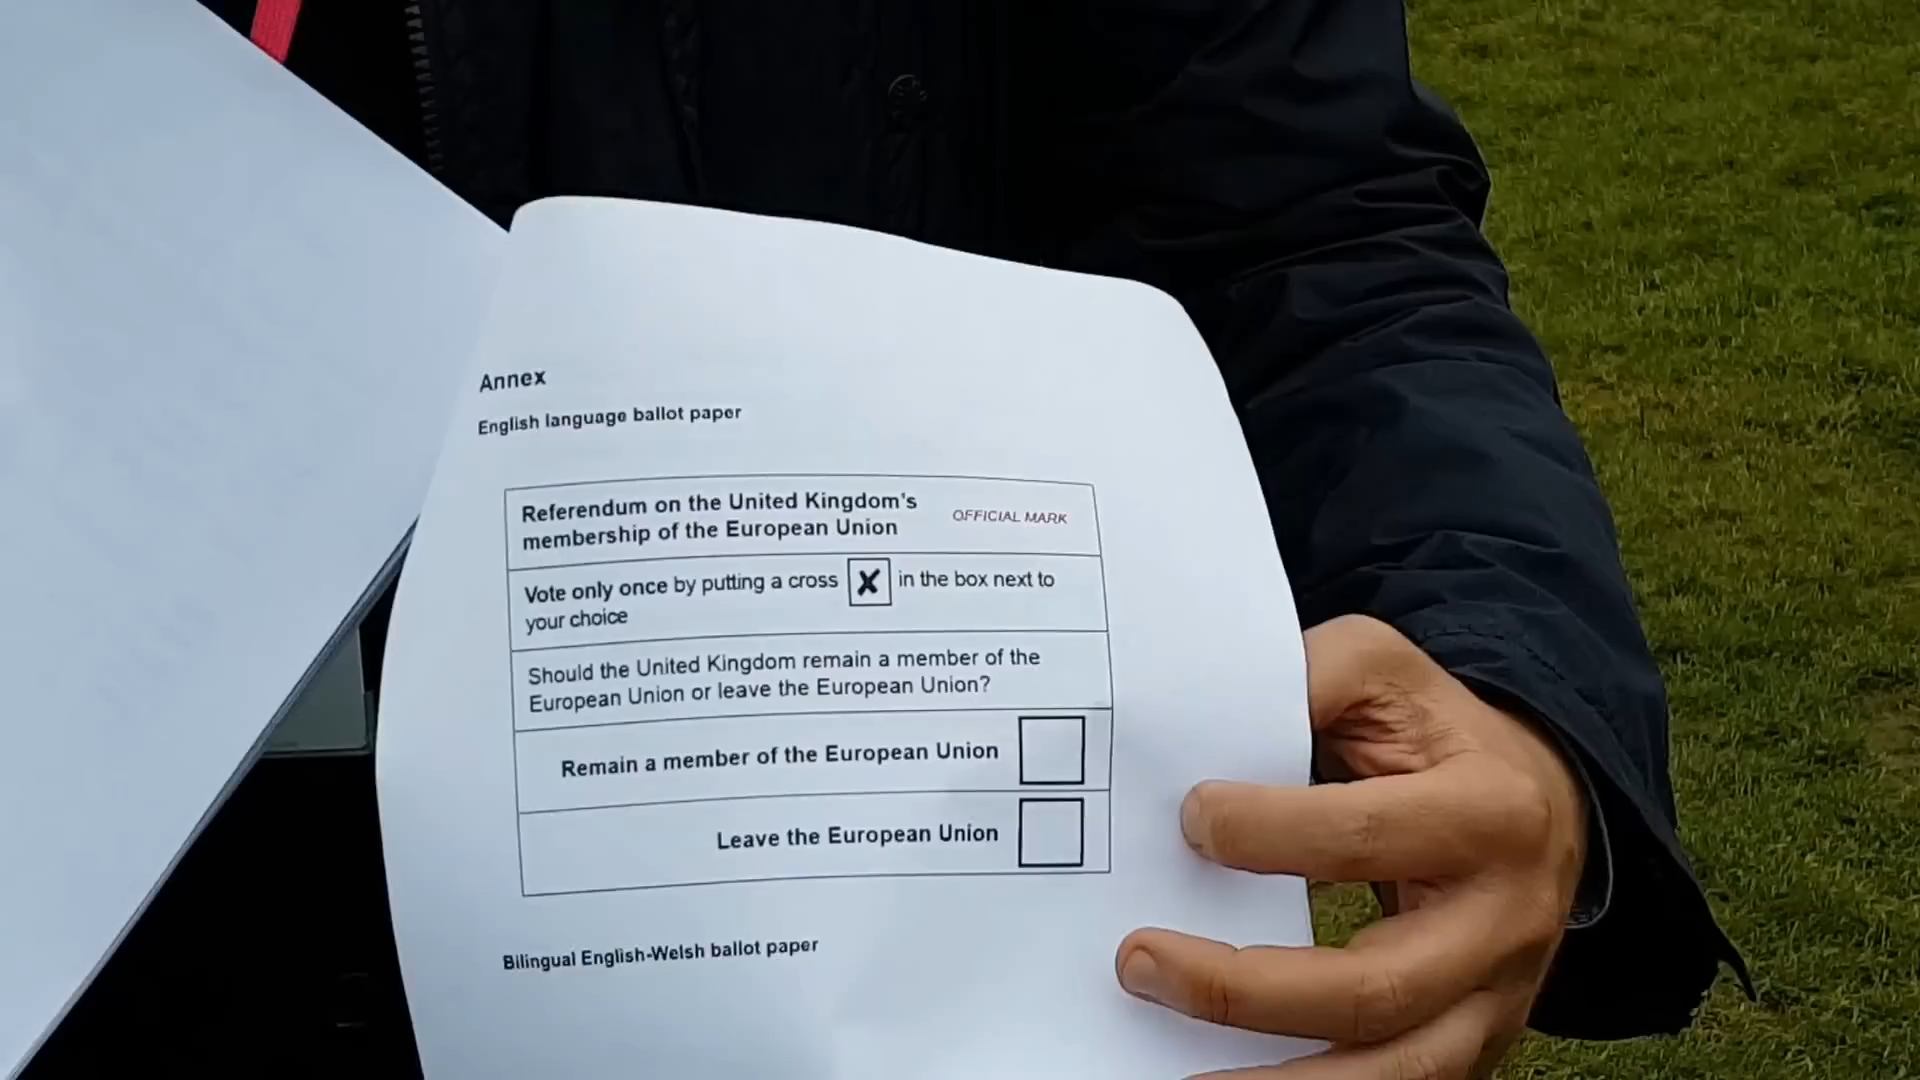 Annex
English language ballot paper
Referendum on the United Kingdom's
membership of the European Union
OFFICIAL MARK
Vote only once by putting a cross X in the box next to
your choice
Should the United Kingdom remain a member of the
European Union or leave the European Union?
Remain a member of the European Union
Leave the European Union
Bilingual English-Welsh ballot paper